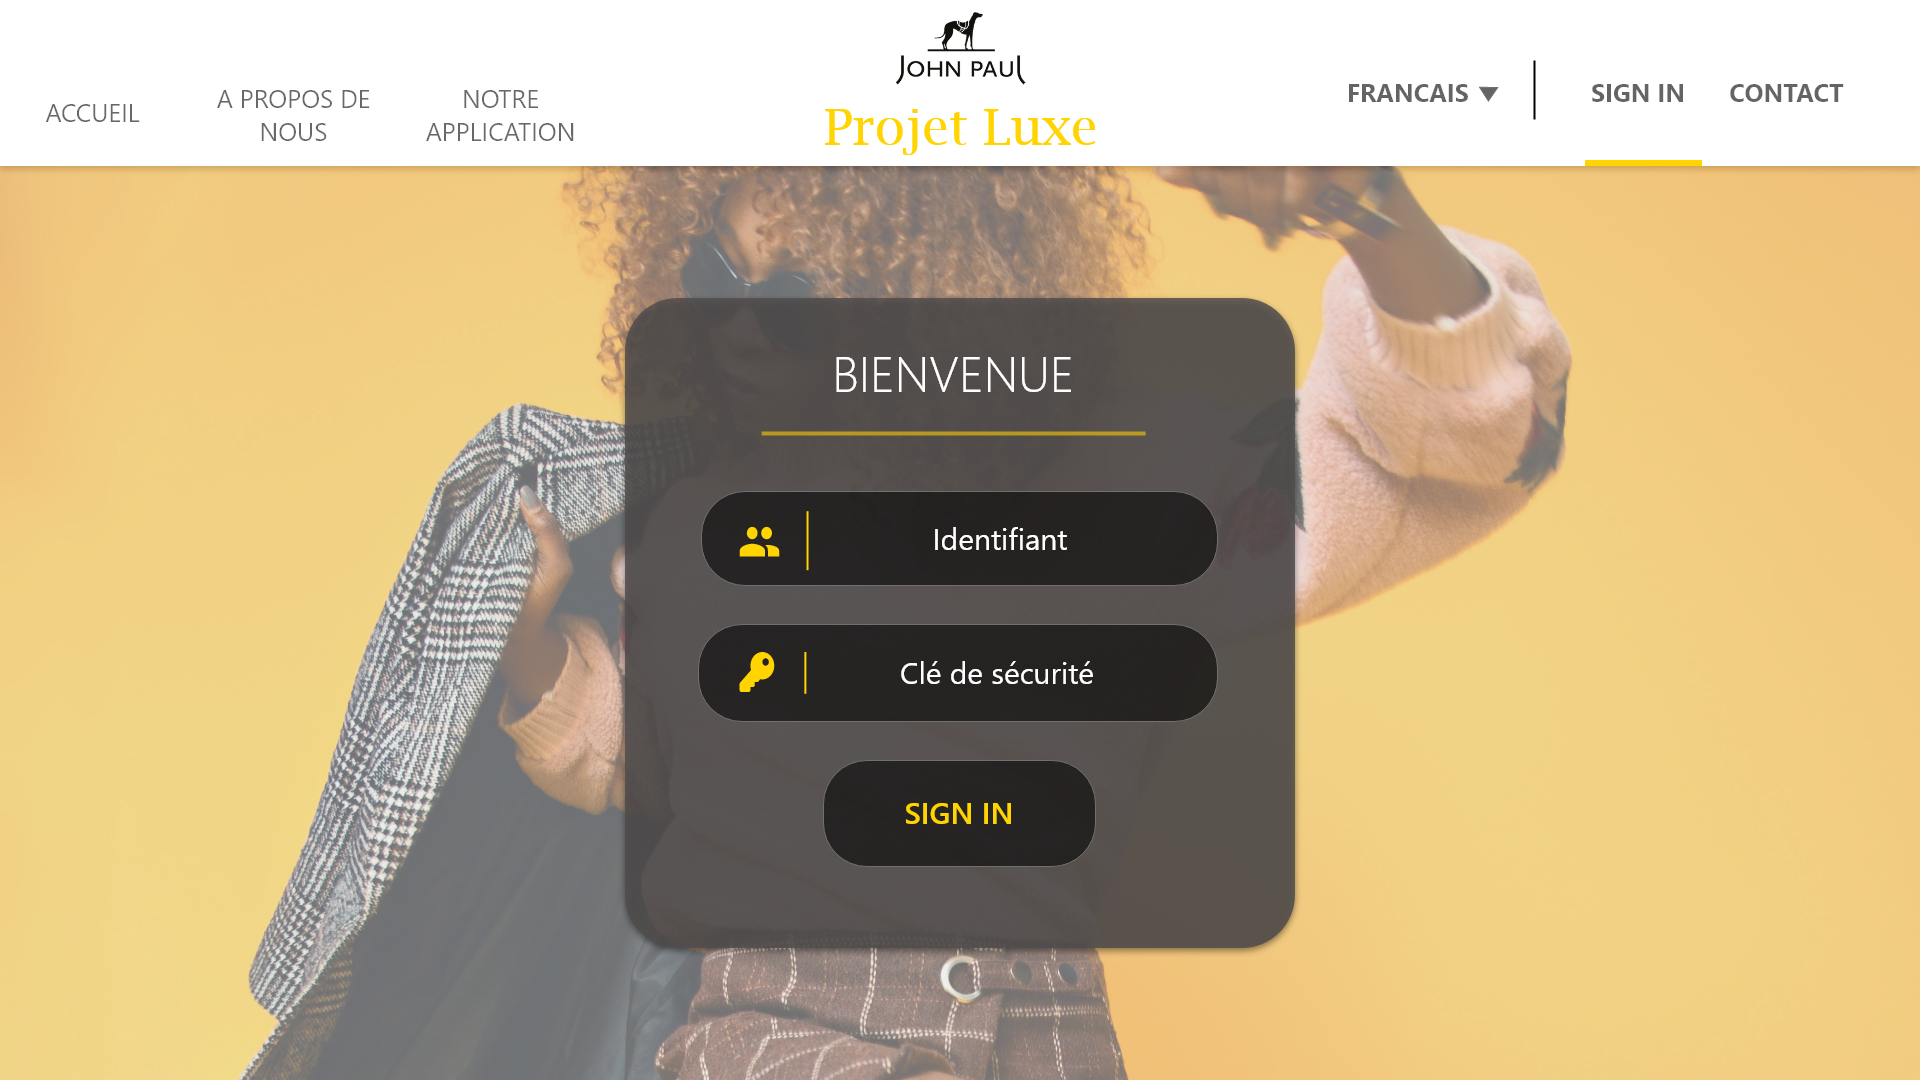 JOHN PAUL
Projet Luxe
ACCUEIL
A PROPOS DE
NOUS
NOTRE
APPLICATION
FRANCAIS
SIGN IN
CONTACT
BIENVENUE
Identifiant
Clé de sécurité
SIGN IN